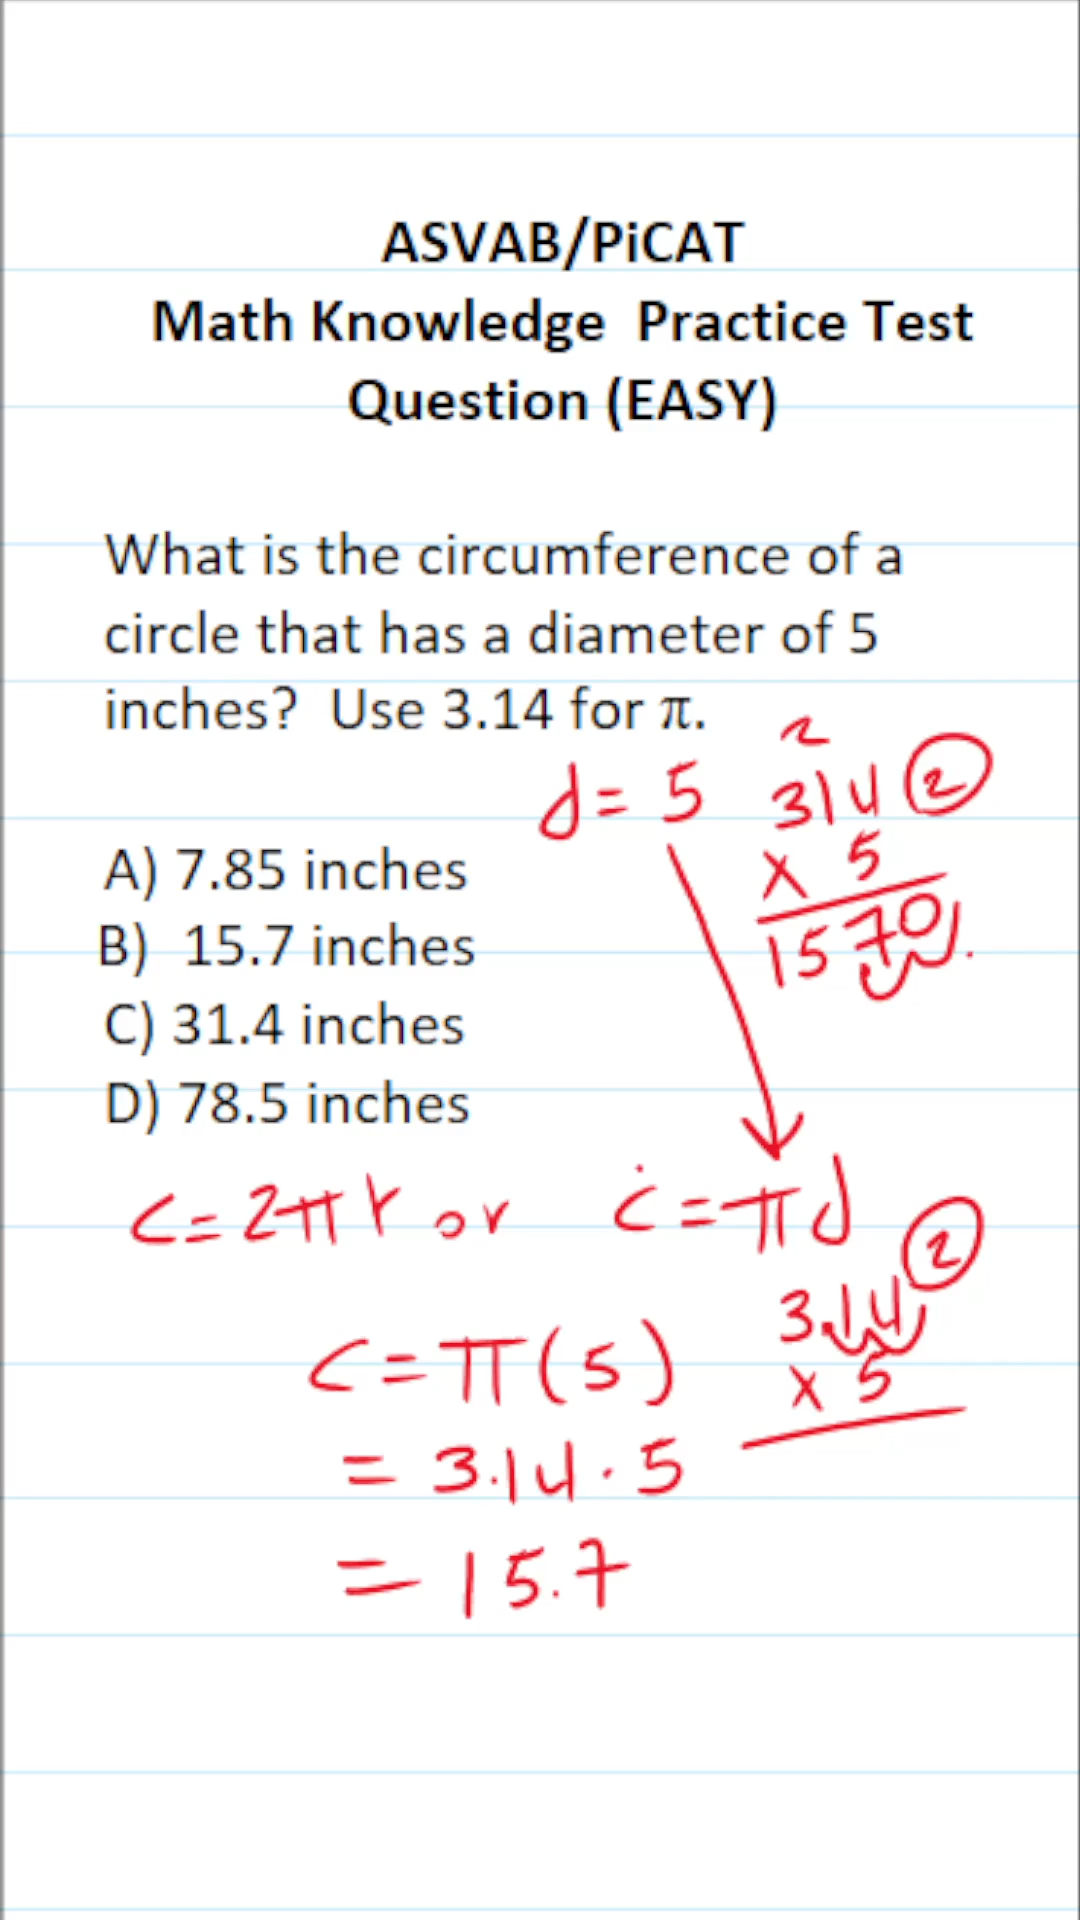 ASVAB/PiCAT
Math Knowledge Practice Test
Question (EASY)
What is the circumference of a
circle that has a diameter of 5
inches? Use 3.14 for π.
d = 5
2
314 2
x 5
1570.
A) 7.85 inches
B) 15.7 inches
C) 31.4 inches
D) 78.5 inches
c = 2πr or c = πd
2
3.14
x 5
c = π(5)
= 3.14 · 5
= 15.7